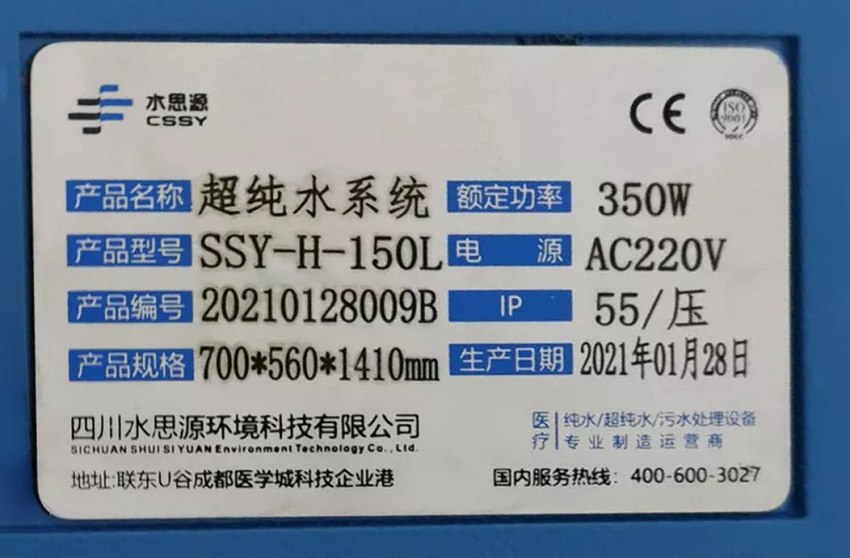 水思源
CSSY
CE
ISO
9001
产品名称 超纯水系统 额定功率 350W
产品型号 SSY-H-150L 电 源 AC220V
产品编号 20210128009B IP 55/压
产品规格 700*560*1410mm 生产日期 2021年01月28日
四川水思源环境科技有限公司
SICHUAN SHUI SI YUAN Environment Technology Co., Ltd.
医疗 纯水/超纯水/污水处理设备
专业制造运营商
地址:联东U谷成都医学城科技企业港 国内服务热线：400-600-3027